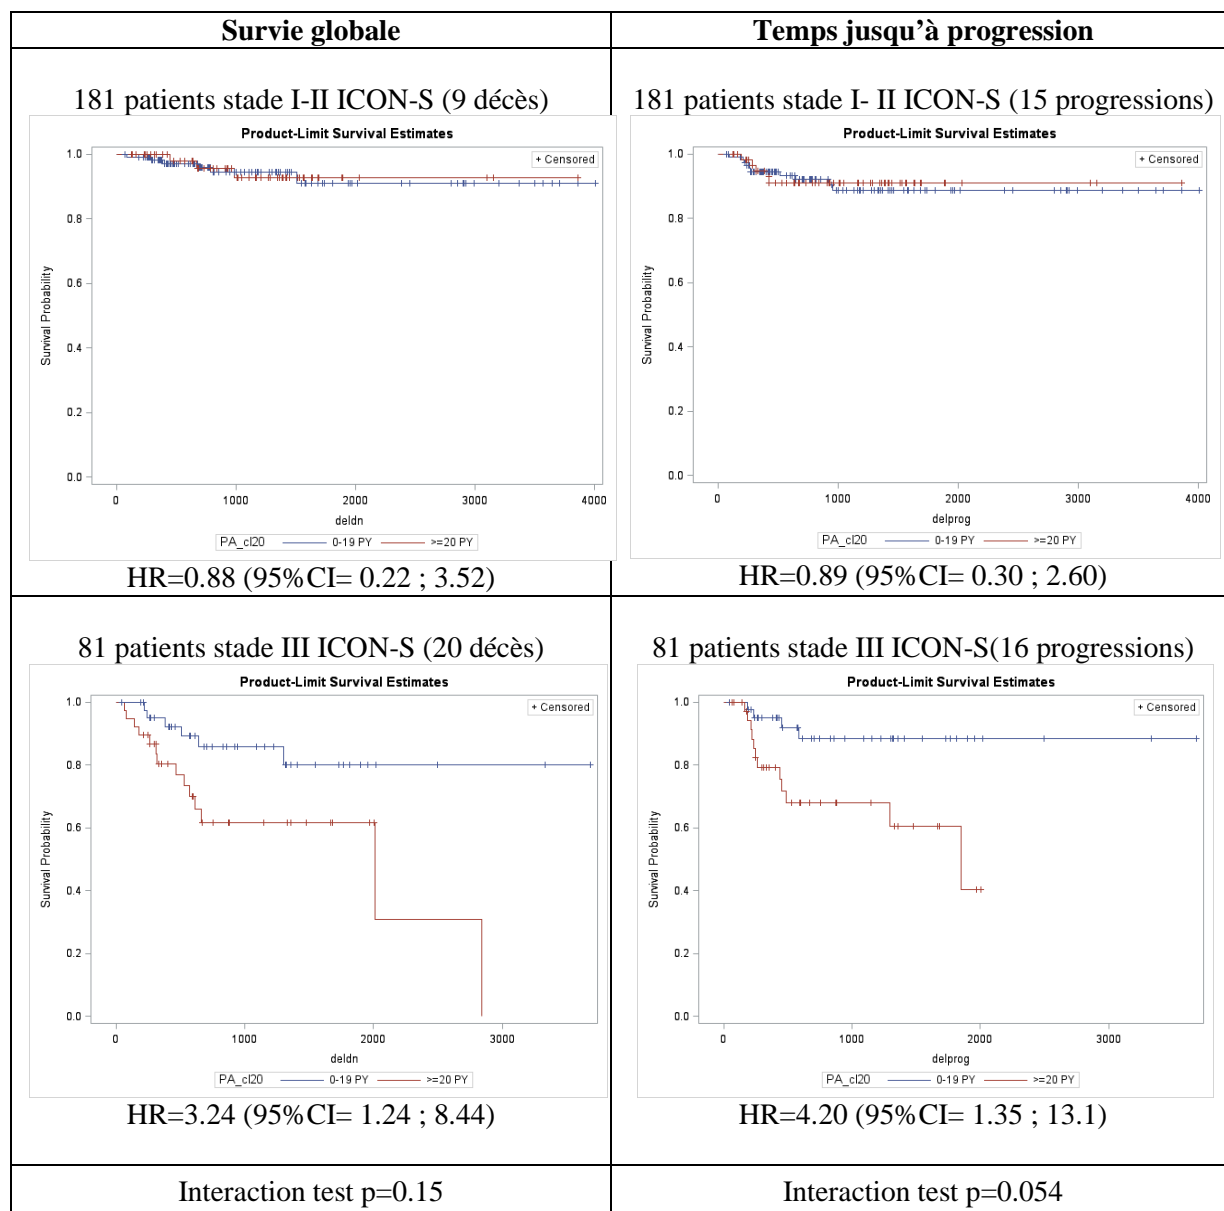 Survie globale
Temps jusqu'à progression
181 patients stade I-II ICON-S (9 décès)
Product-Limit Survival Estimates
+ Censored
1.0
0.8
0.6
0.4
0.2
0.0
Survival Probability
0 1000 2000 3000 4000
deldn
PA_cl20 0-19 PY >=20 PY
HR=0.88 (95%CI= 0.22 ; 3.52)
181 patients stade I- II ICON-S (15 progressions)
Product-Limit Survival Estimates
+ Censored
1.0
0.8
0.6
0.4
0.2
0.0
Survival Probability
0 1000 2000 3000 4000
delprog
PA_cl20 0-19 PY >=20 PY
HR=0.89 (95%CI= 0.30 ; 2.60)
81 patients stade III ICON-S (20 décès)
Product-Limit Survival Estimates
+ Censored
1.0
0.8
0.6
0.4
0.2
0.0
Survival Probability
0 1000 2000 3000
deldn
PA_cl20 0-19 PY >=20 PY
HR=3.24 (95%CI= 1.24 ; 8.44)
81 patients stade III ICON-S(16 progressions)
Product-Limit Survival Estimates
+ Censored
1.0
0.8
0.6
0.4
0.2
0.0
Survival Probability
0 1000 2000 3000
delprog
PA_cl20 0-19 PY >=20 PY
HR=4.20 (95%CI= 1.35 ; 13.1)
Interaction test p=0.15
Interaction test p=0.054